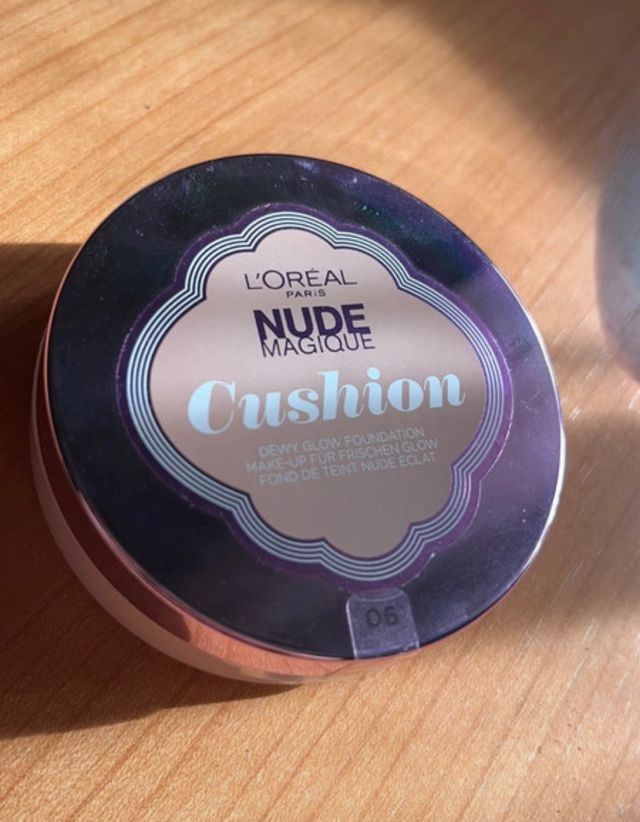 L'ORÉAL
PARIS
NUDE
MAGIQUE
Cushion
DEWY GLOW FOUNDATION
MAKE-UP FÜR FRISCHEN GLOW
FOND DE TEINT NUDE ÉCLAT
06